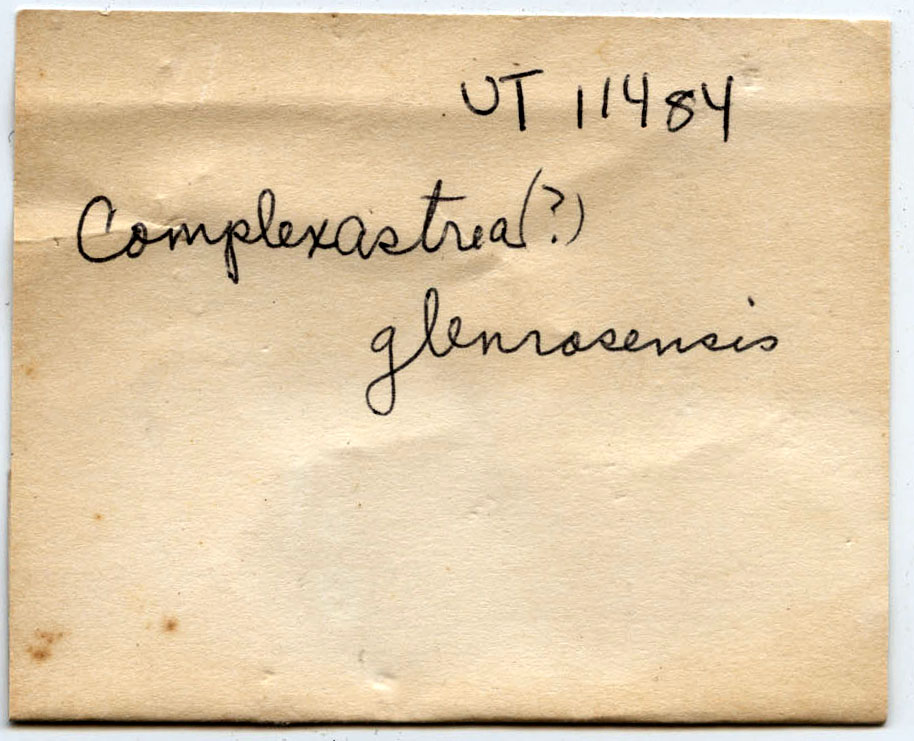 UT 11484
Complexastrea(?)
glenrosensis